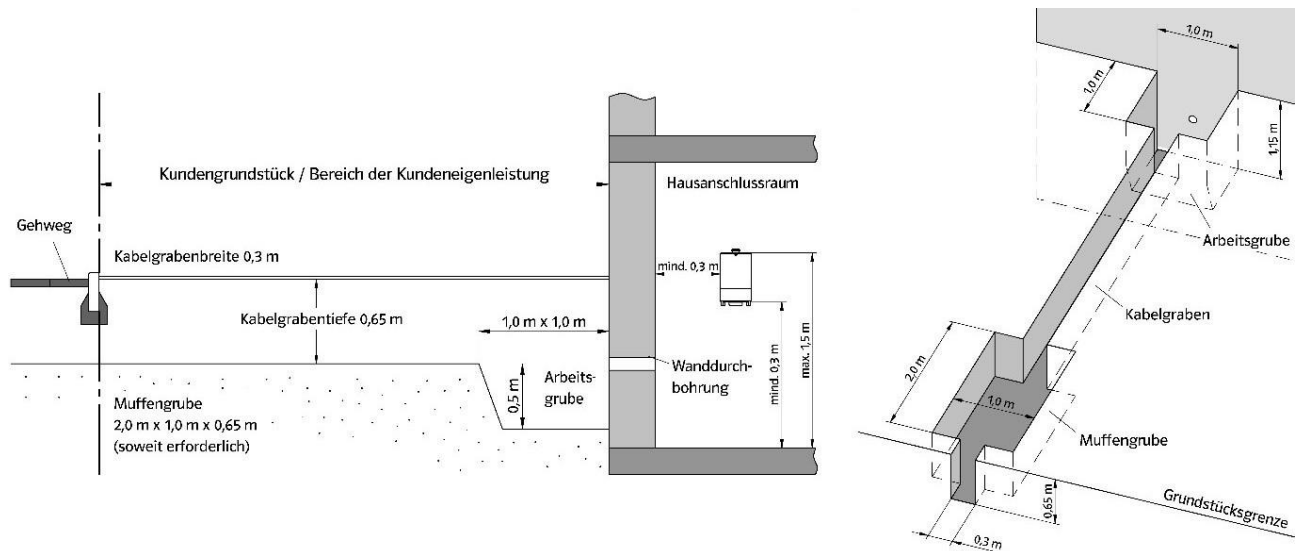 Kundengrundstück / Bereich der Kundeneigenleistung
Hausanschlussraum
Gehweg
Kabelgrabenbreite 0,3 m
mind. 0,3 m
Kabelgrabentiefe 0,65 m
1,0 m x 1,0 m
Wanddurch-
bohrung
mind. 0,3 m
max. 1,5 m
0,5 m
Arbeits-
grube
Muffengrube
2,0 m x 1,0 m x 0,65 m
(soweit erforderlich)
1,0 m
1,0 m
1,15 m
Arbeitsgrube
Kabelgraben
2,0 m
1,0 m
Muffengrube
0,65 m
Grundstücksgrenze
0,3 m